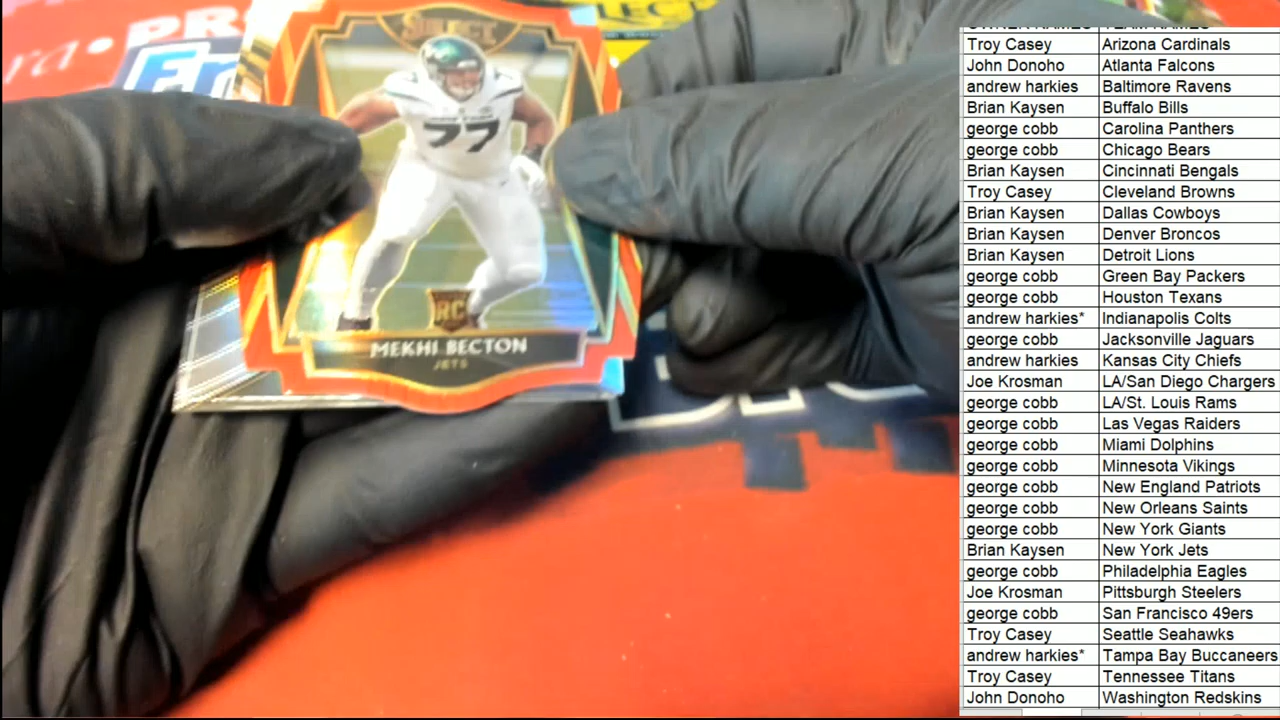 SELECT
77
RC
MEKHI BECTON
JETS
PR
Troy Casey Arizona Cardinals
John Donoho Atlanta Falcons
andrew harkies Baltimore Ravens
Brian Kaysen Buffalo Bills
george cobb Carolina Panthers
george cobb Chicago Bears
Brian Kaysen Cincinnati Bengals
Troy Casey Cleveland Browns
Brian Kaysen Dallas Cowboys
Brian Kaysen Denver Broncos
Brian Kaysen Detroit Lions
george cobb Green Bay Packers
george cobb Houston Texans
andrew harkies* Indianapolis Colts
george cobb Jacksonville Jaguars
andrew harkies Kansas City Chiefs
Joe Krosman LA/San Diego Chargers
george cobb LA/St. Louis Rams
george cobb Las Vegas Raiders
george cobb Miami Dolphins
george cobb Minnesota Vikings
george cobb New England Patriots
george cobb New Orleans Saints
george cobb New York Giants
Brian Kaysen New York Jets
george cobb Philadelphia Eagles
Joe Krosman Pittsburgh Steelers
george cobb San Francisco 49ers
Troy Casey Seattle Seahawks
andrew harkies* Tampa Bay Buccaneers
Troy Casey Tennessee Titans
John Donoho Washington Redskins